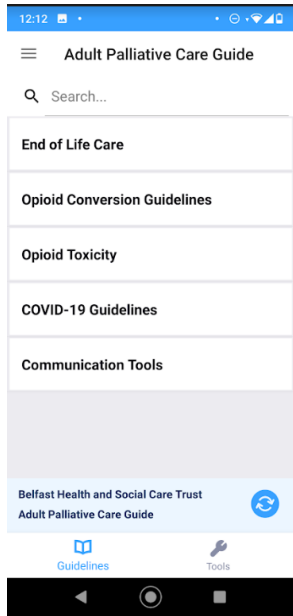 12:12
Adult Palliative Care Guide
Search...
End of Life Care
Opioid Conversion Guidelines
Opioid Toxicity
COVID-19 Guidelines
Communication Tools
Belfast Health and Social Care Trust
Adult Palliative Care Guide
Guidelines
Tools